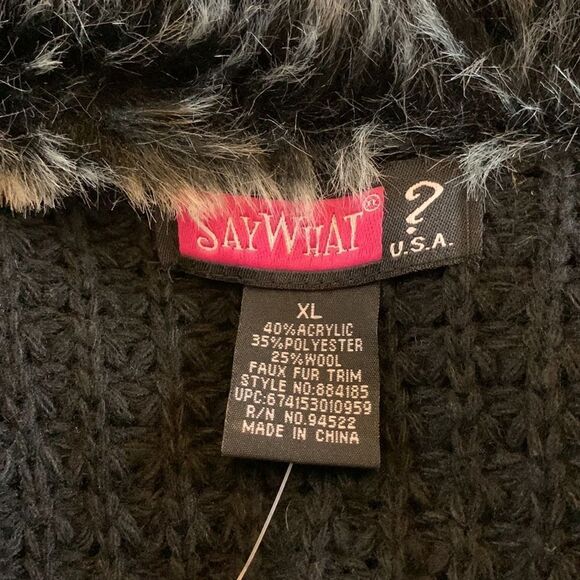 SAYWHAT® XL
?
U.S.A.
XL
40%ACRYLIC
35%POLYESTER
25%WOOL
FAUX FUR TRIM
STYLE NO:884185
UPC:674153010959
R/N NO.94522
MADE IN CHINA